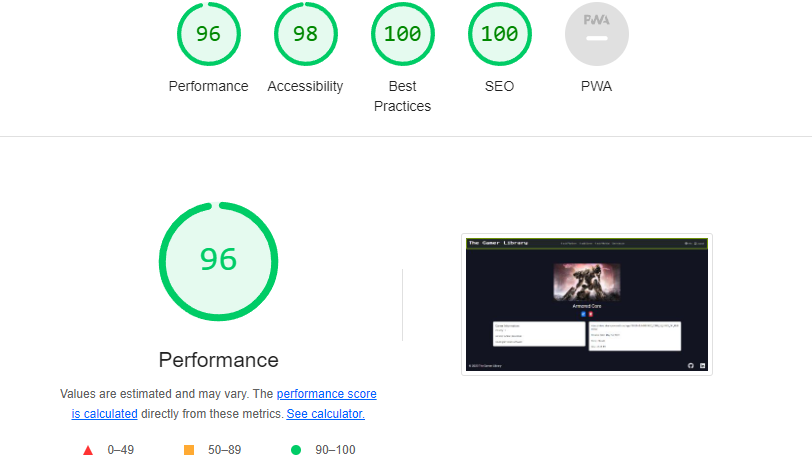 96
98
100
100
PWA
Performance
Accessibility
Best
Practices
SEO
PWA
96
Performance
Values are estimated and may vary. The performance score
is calculated directly from these metrics. See calculator.
0–49
50–89
90–100
The Gamer Library
Armored Core